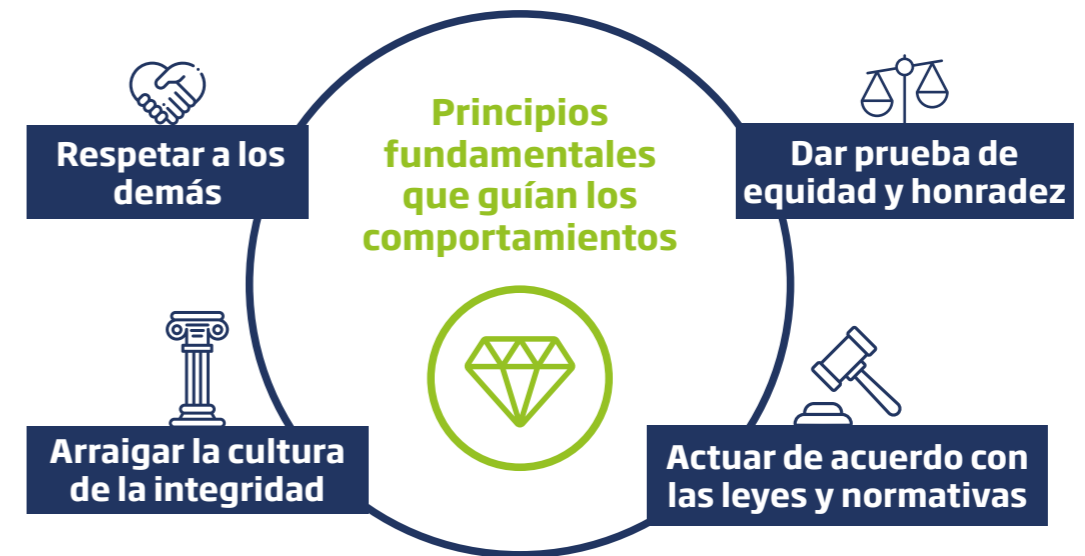 Principios
fundamentales
que guían los
comportamientos
Respetar a los
demás
Dar prueba de
equidad y honradez
Arraigar la cultura
de la integridad
Actuar de acuerdo con
las leyes y normativas